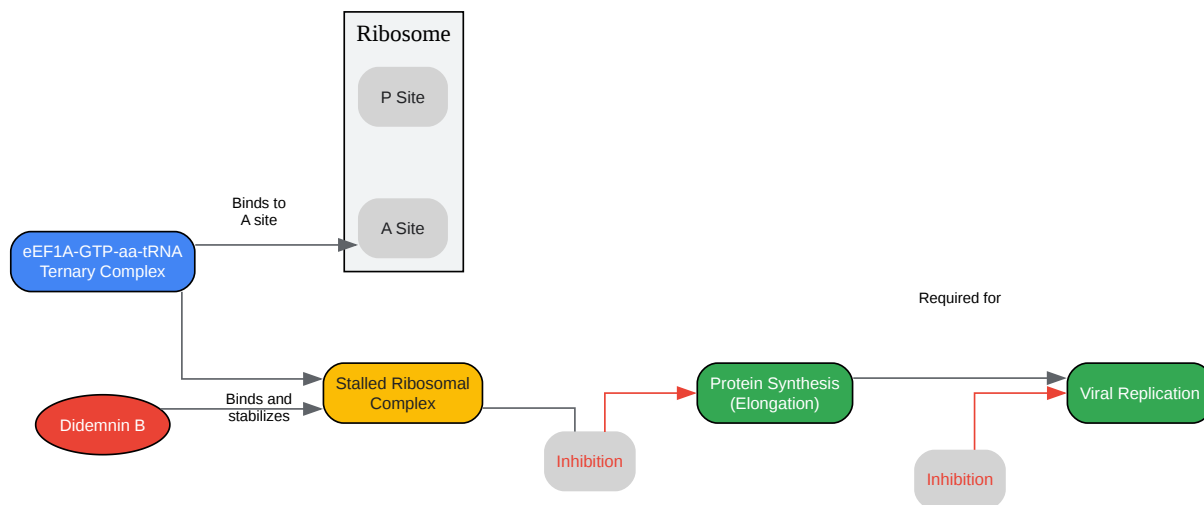 Ribosome
P Site
A Site
Binds to
A site
eEF1A-GTP-aa-tRNA
Ternary Complex
Required for
Stalled Ribosomal
Complex
Protein Synthesis
(Elongation)
Viral Replication
Binds and
stabilizes
Didemnin B
Inhibition
Inhibition